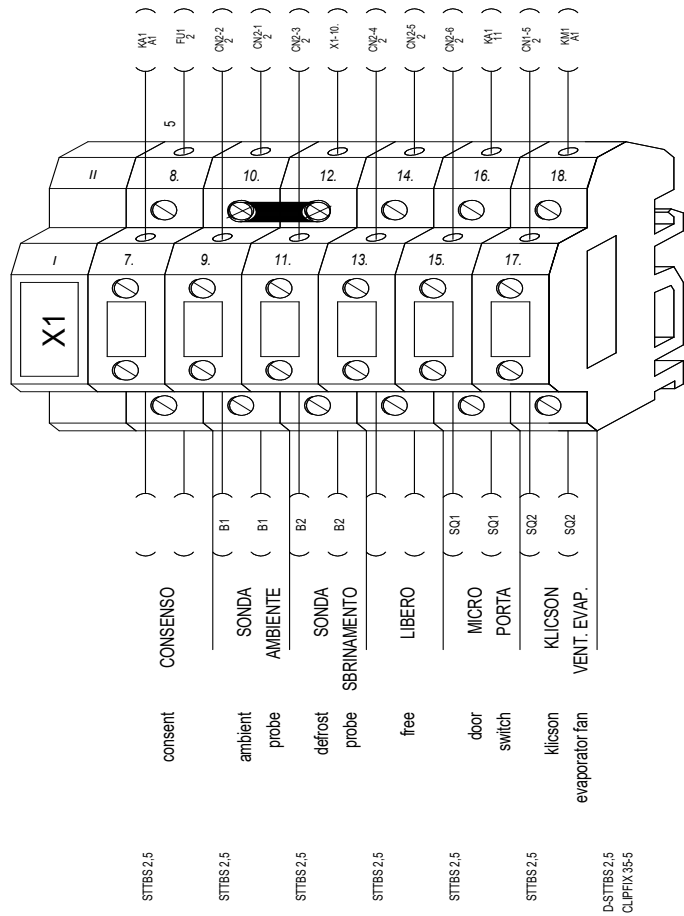 KA1
A1
FU1
2
CN2-2
2
CN2-1
2
CN2-3
2
X1-10.
CN2-4
2
CN2-5
2
CN2-6
2
KA1
11
CN1-5
2
KM1
A1
5
II
8.
10.
12.
14.
16.
18.
I
7.
9.
11.
13.
15.
17.
X1
B1
B1
B2
B2
SQ1
SQ1
SQ2
SQ2
CONSENSO
SONDA
AMBIENTE
SONDA
SBRINAMENTO
LIBERO
MICRO
PORTA
KLICSON
VENT. EVAP.
consent
ambient
probe
defrost
probe
free
door
switch
klicson
evaporator fan
STTBS 2,5
STTBS 2,5
STTBS 2,5
STTBS 2,5
STTBS 2,5
STTBS 2,5
D-STTBS 2,5
CLIPFIX 35-5